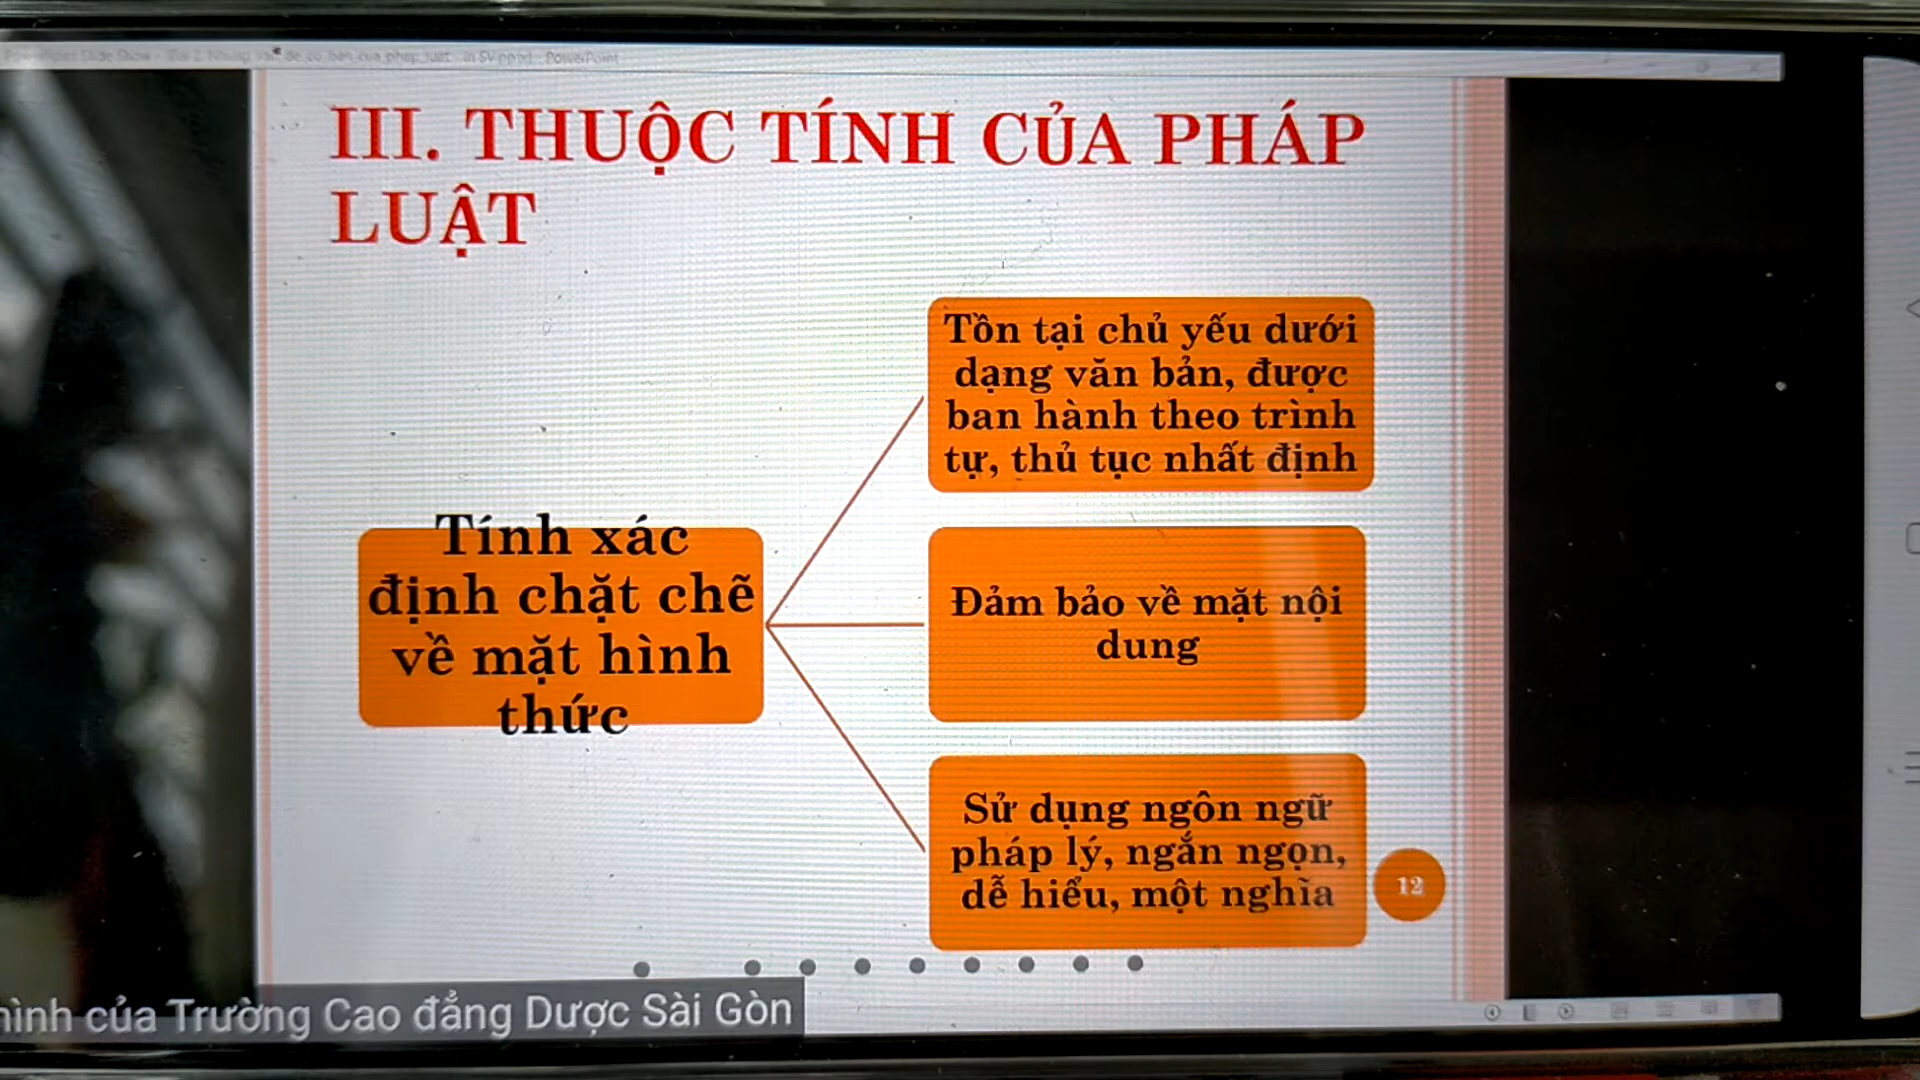 III. THUỘC TÍNH CỦA PHÁP
LUẬT
Tính xác
định chặt chẽ
về mặt hình
thức
Tồn tại chủ yếu dưới
dạng văn bản, được
ban hành theo trình
tự, thủ tục nhất định
Đảm bảo về mặt nội
dung
Sử dụng ngôn ngữ
pháp lý, ngắn ngọn,
dễ hiểu, một nghĩa
12
hình của Trường Cao đẳng Dược Sài Gòn
PowerPoint